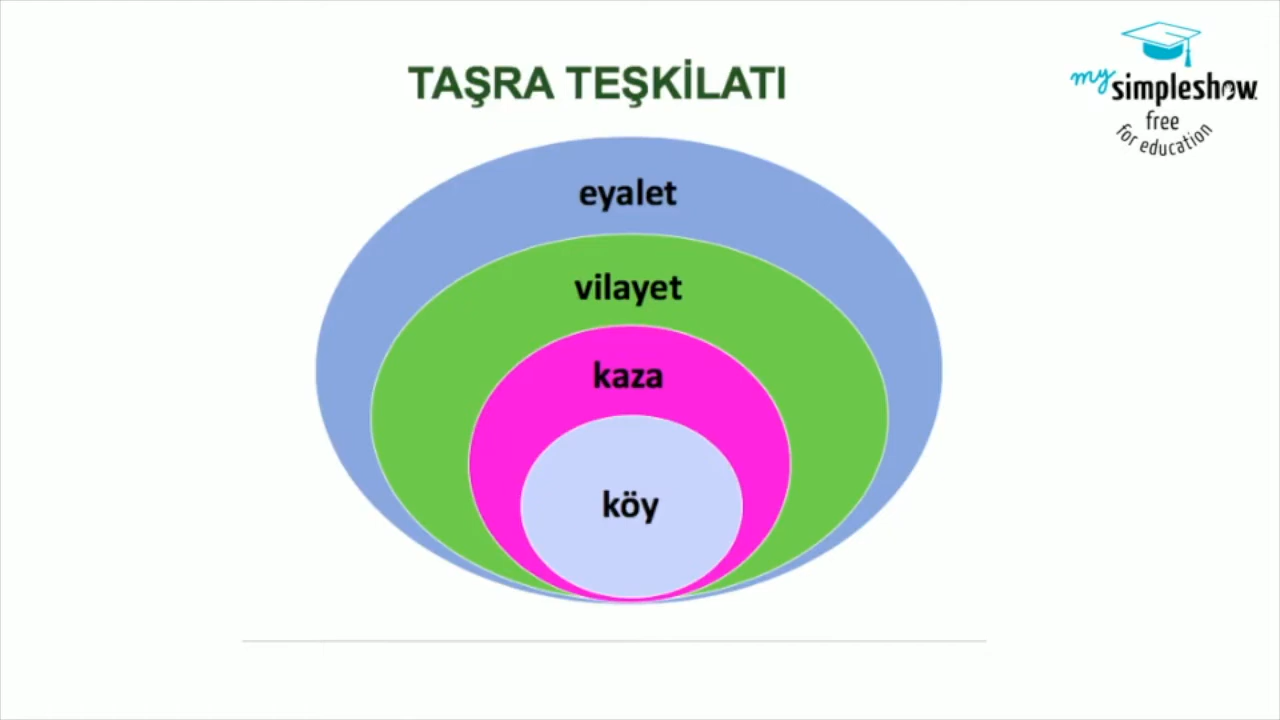 TAŞRA TEŞKİLATI
my
simpleshow
free
for education
eyalet
vilayet
kaza
köy